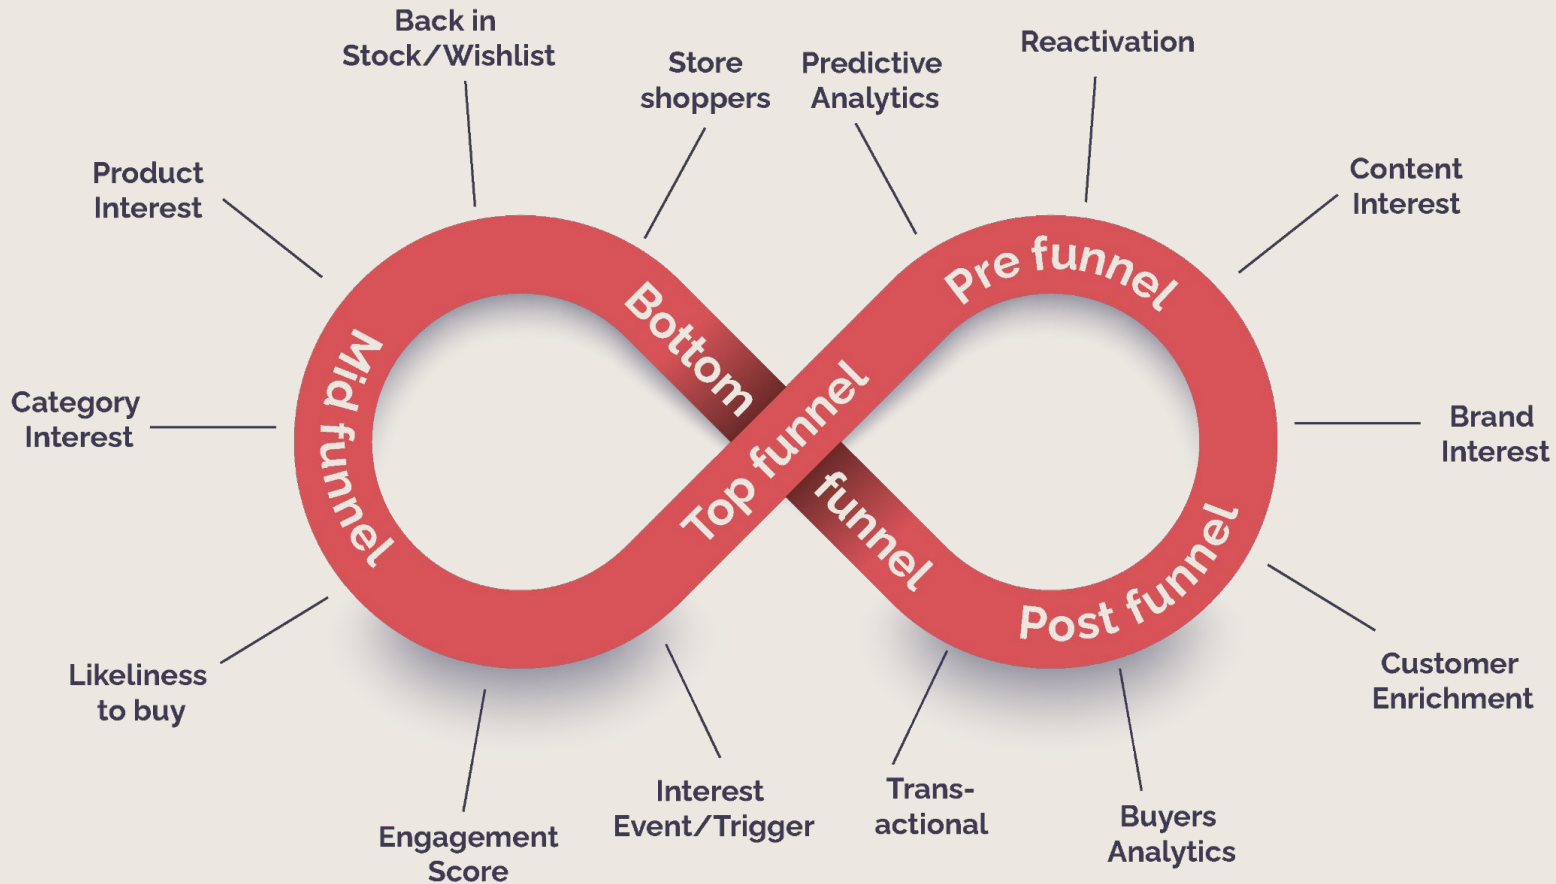 Back in
Stock/Wishlist
Store
shoppers
Predictive
Analytics
Reactivation
Product
Interest
Content
Interest
Category
Interest
Brand
Interest
Likeliness
to buy
Customer
Enrichment
Engagement
Score
Interest
Event/Trigger
Trans-
actional
Buyers
Analytics
Pre funnel
Top funnel
Mid funnel
Bottom funnel
Post funnel